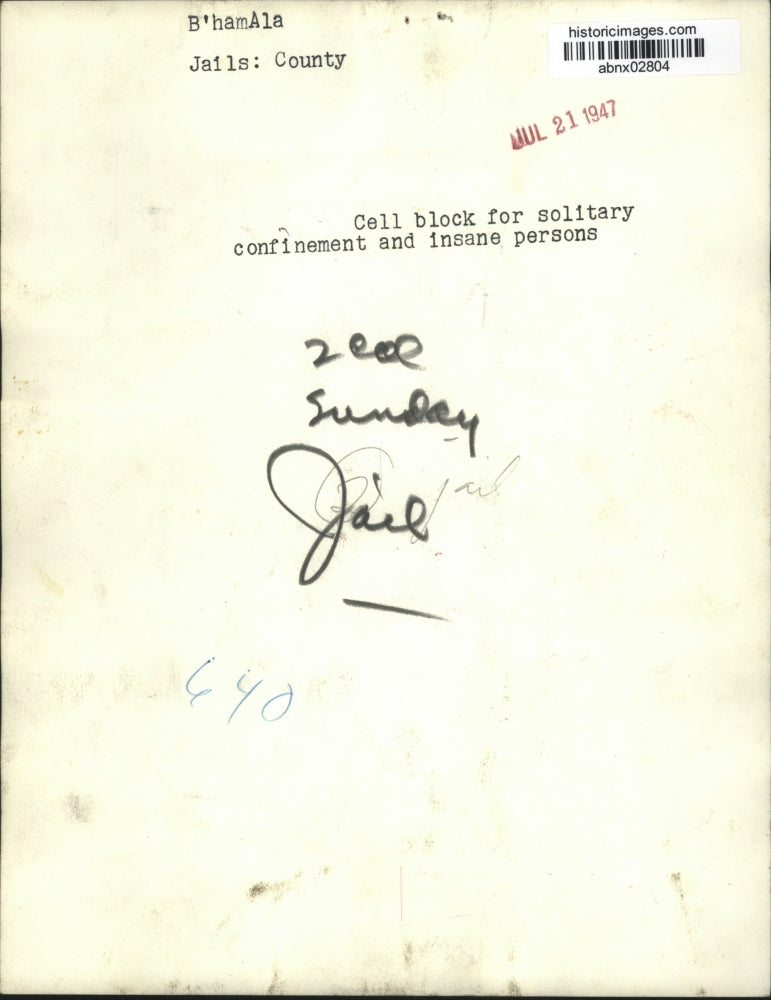 B'hamAla
historicimages.com
Jails: County
abnx02804
JUL 21 1947
Cell block for solitary
confinement and insane persons
2 col
Sunday
Jail
Jail
640